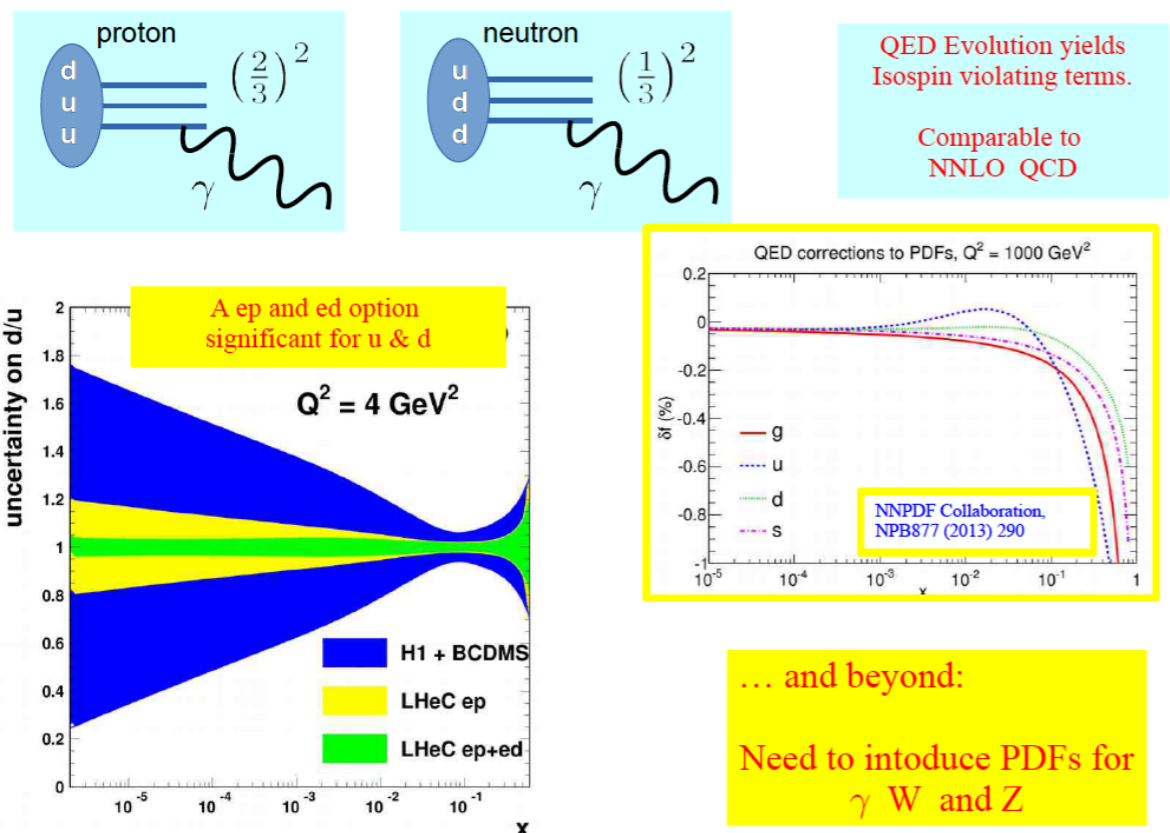 proton
d
u
u
(2/3)²
γ
neutron
u
d
d
(1/3)²
γ
QED Evolution yields
Isospin violating terms.
Comparable to
NNLO QCD
A ep and ed option
significant for u & d
uncertainty on d/u
2
1.8
1.6
1.4
1.2
1
0.8
0.6
0.4
0.2
0
Q² = 4 GeV²
H1 + BCDMS
LHeC ep
LHeC ep+ed
10⁻⁵ 10⁻⁴ 10⁻³ 10⁻² 10⁻¹
x
QED corrections to PDFs, Q² = 1000 GeV²
δf (%)
0.2
0
-0.2
-0.4
-0.6
-0.8
-1
g
u
d
s
NNPDF Collaboration,
NPB877 (2013) 290
10⁻⁵ 10⁻⁴ 10⁻³ 10⁻² 10⁻¹ 1
x
… and beyond:
Need to intoduce PDFs for
γ W and Z